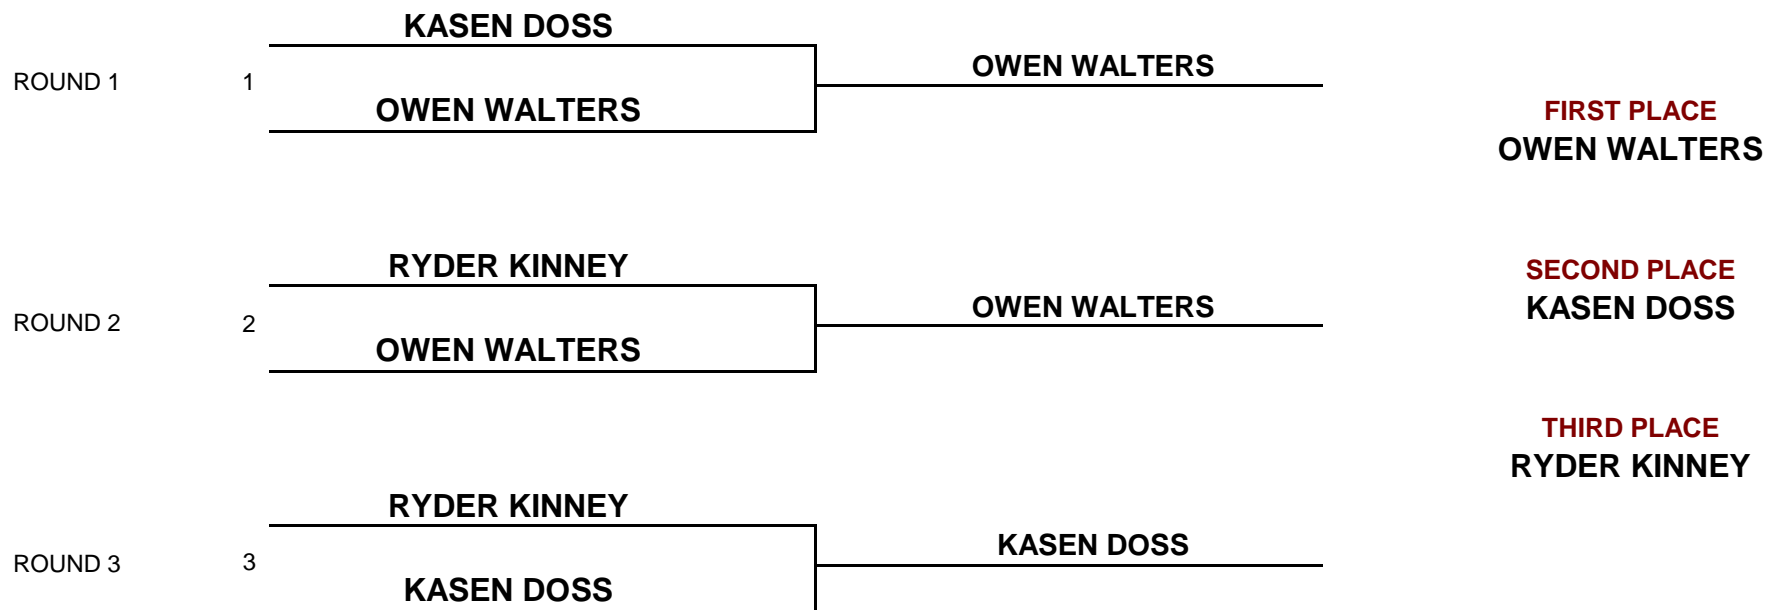 KASEN DOSS
ROUND 1
1
OWEN WALTERS
OWEN WALTERS
FIRST PLACE
OWEN WALTERS
RYDER KINNEY
ROUND 2
2
OWEN WALTERS
OWEN WALTERS
SECOND PLACE
KASEN DOSS
THIRD PLACE
RYDER KINNEY
RYDER KINNEY
ROUND 3
3
KASEN DOSS
KASEN DOSS